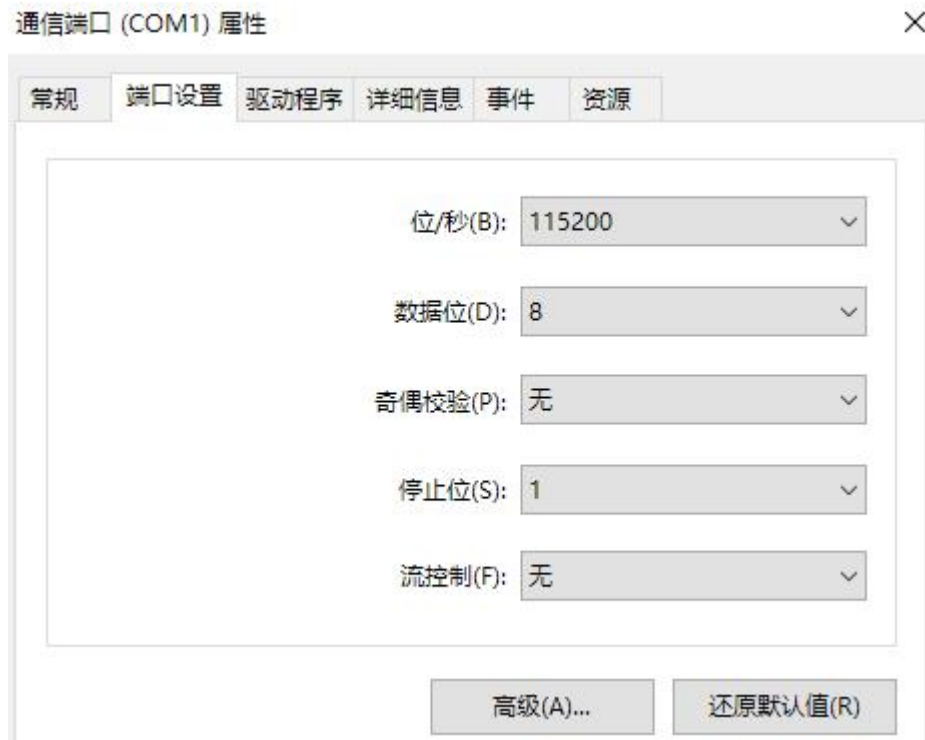 通信端口 (COM1) 属性
常规 端口设置 驱动程序 详细信息 事件 资源
位/秒(B): 115200
数据位(D): 8
奇偶校验(P): 无
停止位(S): 1
流控制(F): 无
高级(A)... 还原默认值(R)